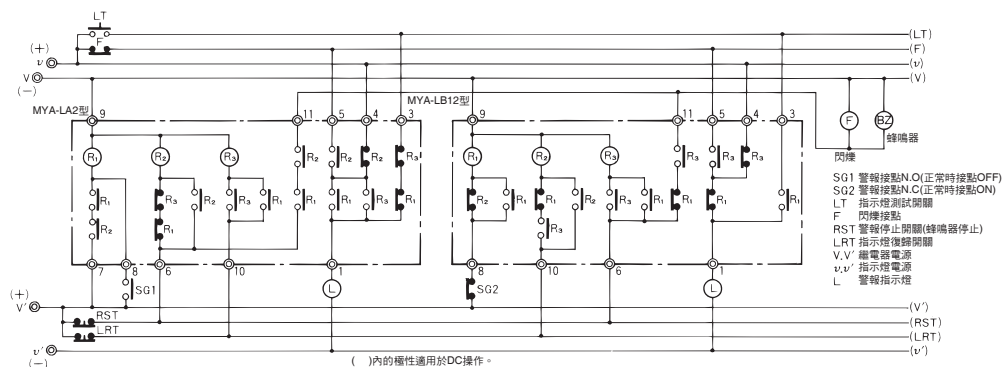 LT
F
(+)
ν
V
(−)
(LT)
(F)
(ν)
(V)
MYA-LA2型
9
11
5
4
3
MYA-LB12型
9
11
5
4
3
F
BZ
蜂鳴器
閃爍
R₁
R₂
R₃
R₂
R₂
R₂
R₃
R₁
R₂
R₃
R₃
R₃
R₃
R₁
R₃
R₂
R₁
R₁
R₁
R₁
R₂
R₁
R₂
R₁
R₁
R₁
R₁
R₂
R₁
R₁
R₃
7
8
6
10
1
8
10
6
1
SG1
L
SG2
L
SG1 警報接點N.O(正常時接點OFF)
SG2 警報接點N.C(正常時接點ON)
LT 指示燈測試開關
F 閃爍接點
RST 警報停止開關(蜂鳴器停止)
LRT 指示燈復歸開關
V,V′ 繼電器電源
ν,ν′ 指示燈電源
L 警報指示燈
(+)
V′
RST
LRT
ν′
(−)
(V′)
(RST)
(LRT)
(ν′)
( )內的極性適用於DC操作。